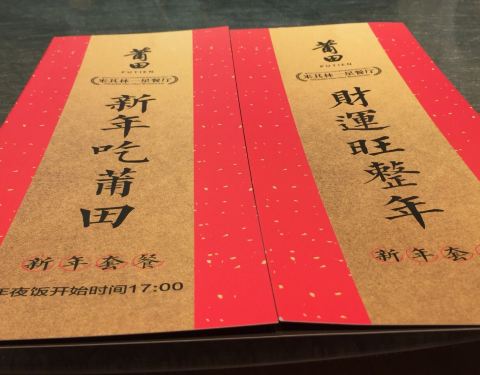 莆田
PUTIEN
米其林一星餐厅
新年吃莆田
新年套餐
年夜饭开始时间17:00
莆田
PUTIEN
米其林一星餐厅
財運旺整年
新年套